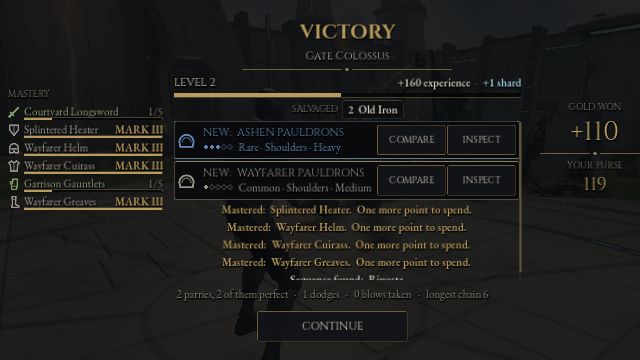 VICTORY
GATE COLOSSUS
LEVEL 2
+160 experience · +1 shard
SALVAGED 2 Old Iron
MASTERY
Courtyard Longsword 1/5
Splintered Heater MARK III
Wayfarer Helm MARK III
Wayfarer Cuirass MARK III
Garrison Gauntlets 1/5
Wayfarer Greaves MARK III
NEW: ASHEN PAULDRONS
Rare · Shoulders · Heavy
COMPARE
INSPECT
NEW: WAYFARER PAULDRONS
Common · Shoulders · Medium
COMPARE
INSPECT
Mastered: Splintered Heater. One more point to spend.
Mastered: Wayfarer Helm. One more point to spend.
Mastered: Wayfarer Cuirass. One more point to spend.
Mastered: Wayfarer Greaves. One more point to spend.
Sequence found: Riposte
GOLD WON
+110
YOUR PURSE
119
2 parries, 2 of them perfect · 1 dodges · 0 blows taken · longest chain 6
CONTINUE